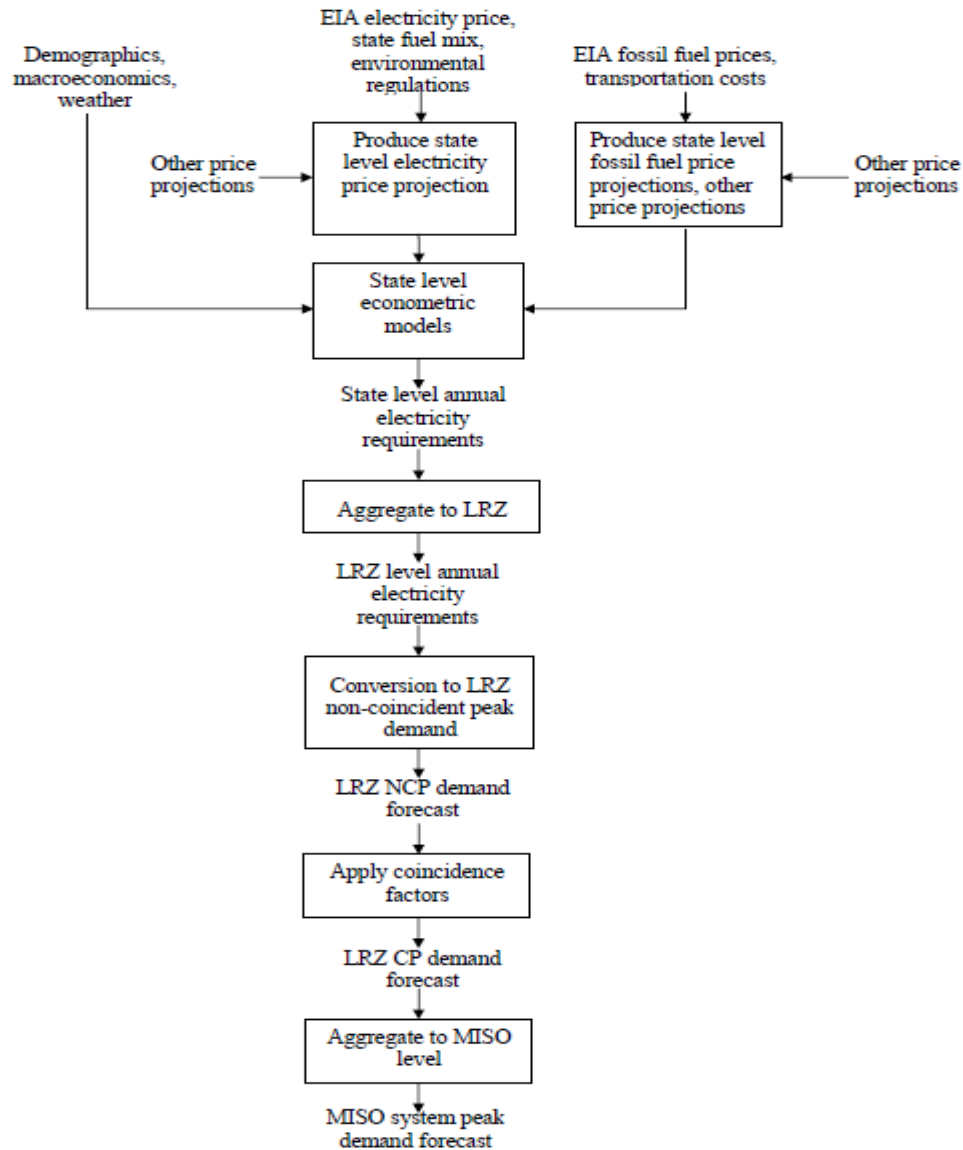 EIA electricity price,
state fuel mix,
environmental
regulations
Demographics,
macroeconomics,
weather
EIA fossil fuel prices,
transportation costs
Produce state
level electricity
price projection
Produce state level
fossil fuel price
projections, other
price projections
Other price
projections
Other price
projections
State level
econometric
models
State level annual
electricity
requirements
Aggregate to LRZ
LRZ level annual
electricity
requirements
Conversion to LRZ
non-coincident peak
demand
LRZ NCP demand
forecast
Apply coincidence
factors
LRZ CP demand
forecast
Aggregate to MISO
level
MISO system peak
demand forecast